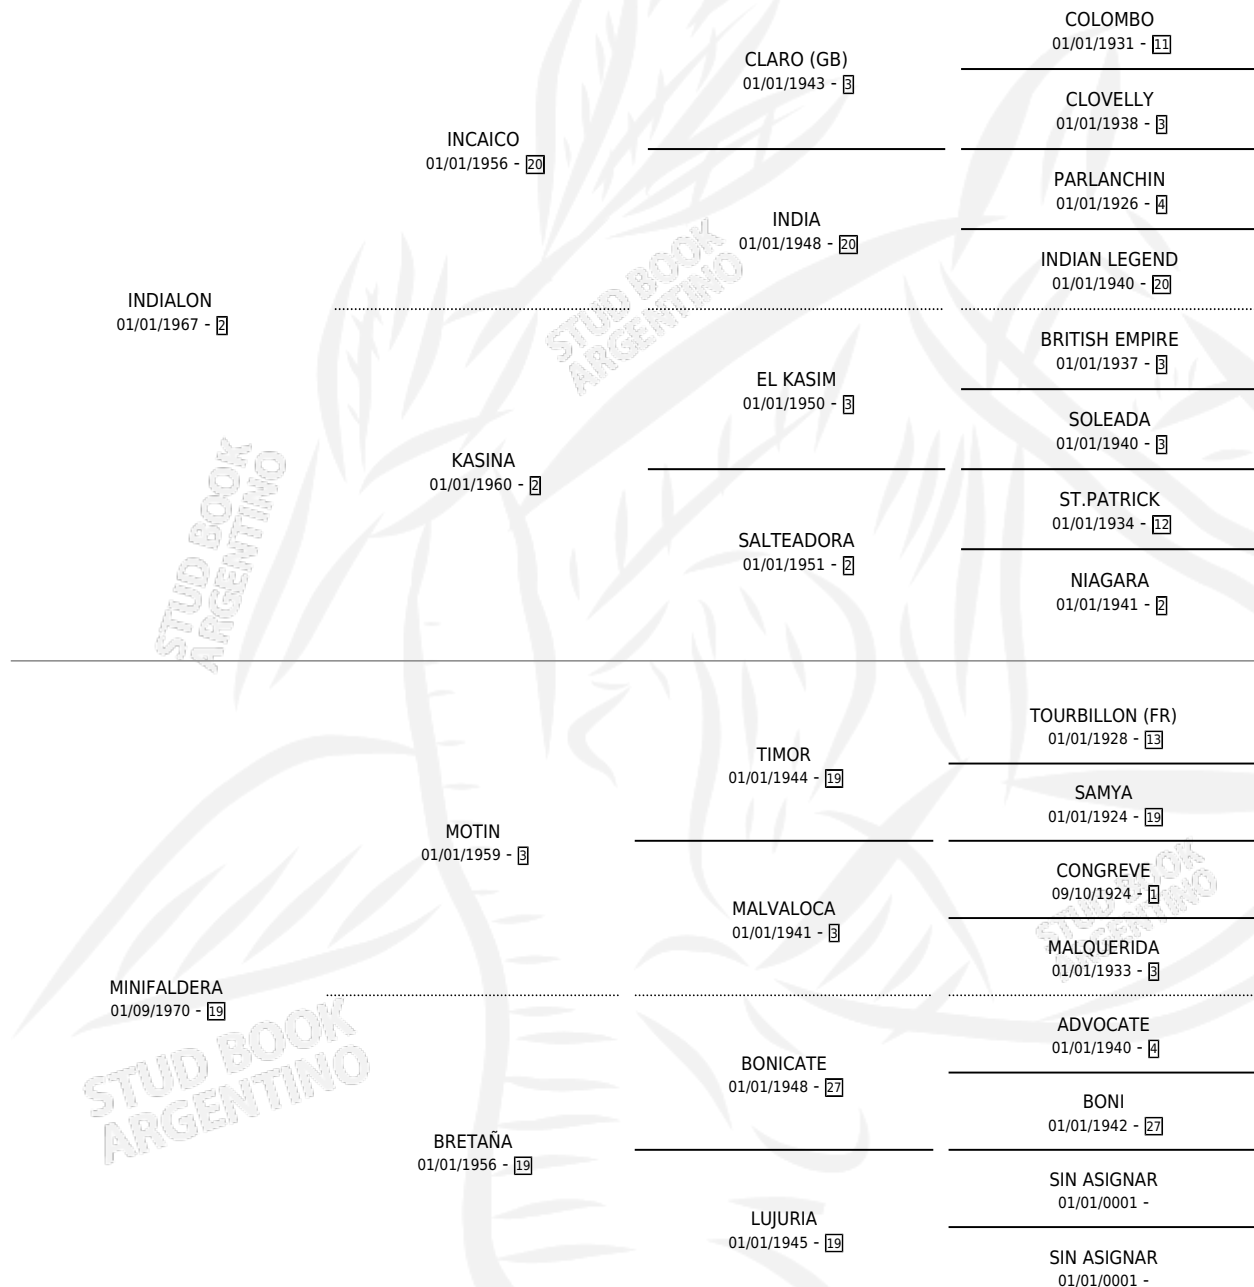 COLOMBO
01/01/1931 - 11
CLARO (GB)
01/01/1943 - 3
CLOVELLY
01/01/1938 - 3
INCAICO
01/01/1956 - 20
PARLANCHIN
01/01/1926 - 4
INDIA
01/01/1948 - 20
INDIAN LEGEND
01/01/1940 - 20
INDIALON
01/01/1967 - 2
BRITISH EMPIRE
01/01/1937 - 3
EL KASIM
01/01/1950 - 3
SOLEADA
01/01/1940 - 3
KASINA
01/01/1960 - 2
ST.PATRICK
01/01/1934 - 12
SALTEADORA
01/01/1951 - 2
NIAGARA
01/01/1941 - 2
TOURBILLON (FR)
01/01/1928 - 13
TIMOR
01/01/1944 - 19
SAMYA
01/01/1924 - 19
MOTIN
01/01/1959 - 3
CONGREVE
09/10/1924 - 1
MALVALOCA
01/01/1941 - 3
MALQUERIDA
01/01/1933 - 3
MINIFALDERA
01/09/1970 - 19
ADVOCATE
01/01/1940 - 4
BONICATE
01/01/1948 - 27
BONI
01/01/1942 - 27
BRETAÑA
01/01/1956 - 19
SIN ASIGNAR
01/01/0001 -
LUJURIA
01/01/1945 - 19
SIN ASIGNAR
01/01/0001 -
STUD BOOK
ARGENTINO
STUD BOOK
ARGENTINO
STUD BOOK
ARGENTINO
STUD BOOK
ARGENTINO